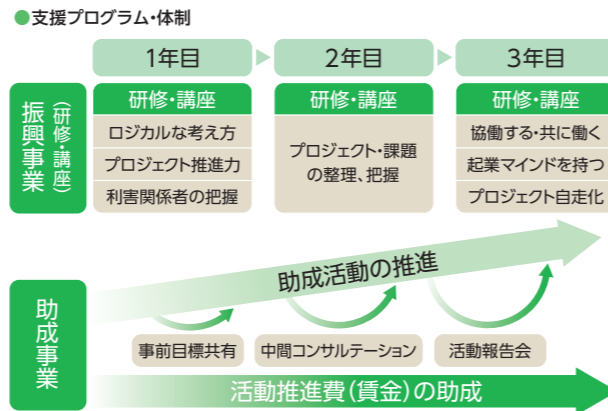 ●支援プログラム・体制
1年目
2年目
3年目
振興事業
（研修・講座）
研修・講座
ロジカルな考え方
プロジェクト推進力
利害関係者の把握
研修・講座
プロジェクト・課題
の整理、把握
研修・講座
協働する・共に働く
起業マインドを持つ
プロジェクト自走化
助成事業
助成活動の推進
事前目標共有
中間コンサルテーション
活動報告会
活動推進費（賃金）の助成